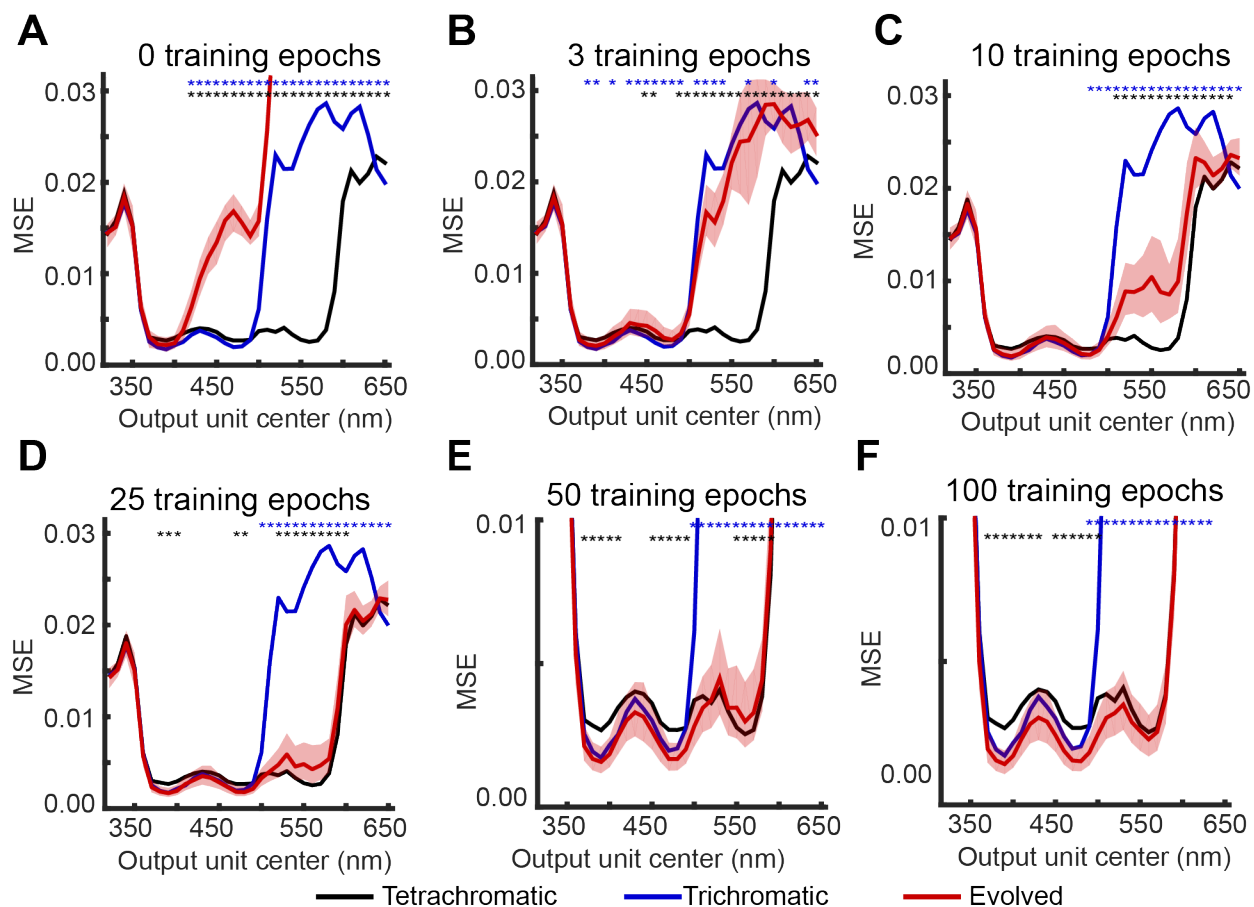 A
0 training epochs
0.03
0.02
0.01
0.00
MSE
350 450 550 650
Output unit center (nm)
B
3 training epochs
0.03
0.02
0.01
0.00
MSE
350 450 550 650
Output unit center (nm)
C
10 training epochs
0.03
0.02
0.01
0.00
MSE
350 450 550 650
Output unit center (nm)
D
25 training epochs
0.03
0.02
0.01
0.00
MSE
350 450 550 650
Output unit center (nm)
E
50 training epochs
0.01
0.00
MSE
350 450 550 650
Output unit center (nm)
F
100 training epochs
0.01
0.00
MSE
350 450 550 650
Output unit center (nm)
Tetrachromatic Trichromatic Evolved